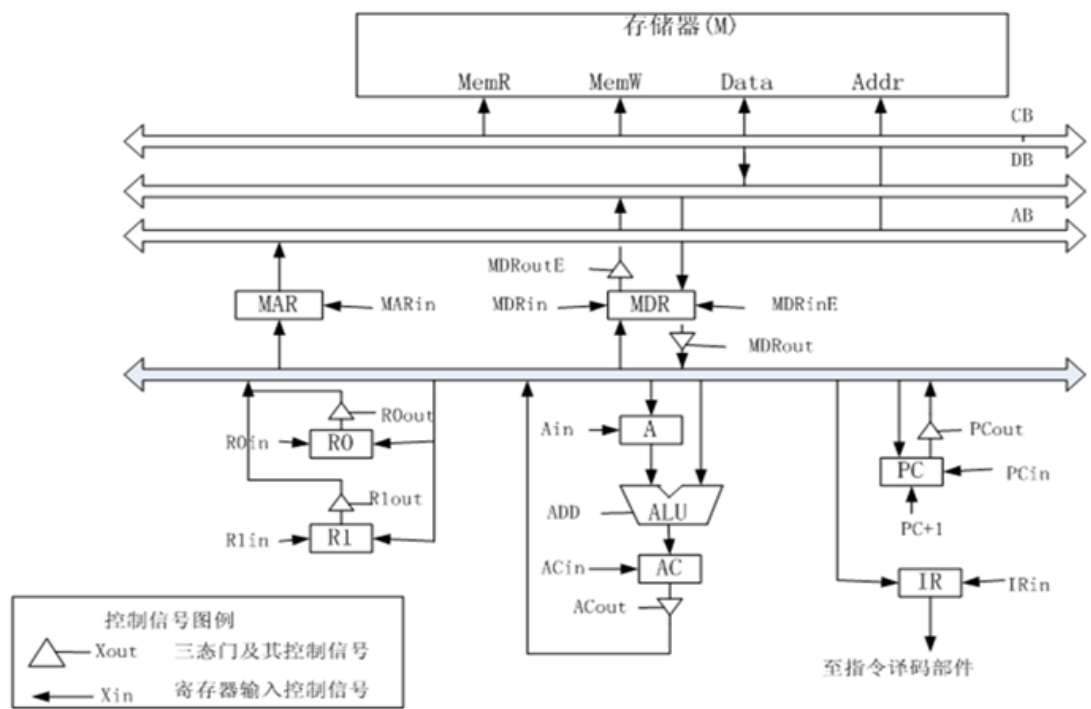 存储器(M)
MemR MemW Data Addr
CB
DB
AB
MDRoutE
MAR
MARin
MDRin
MDR
MDRinE
MDRout
R0out
R0in
R0
Ain
A
PCout
PC
PCin
R1out
ADD
ALU
PC+1
R1in
R1
ACin
AC
IR
IRin
ACout
控制信号图例
Xout 三态门及其控制信号
Xin 寄存器输入控制信号
至指令译码部件